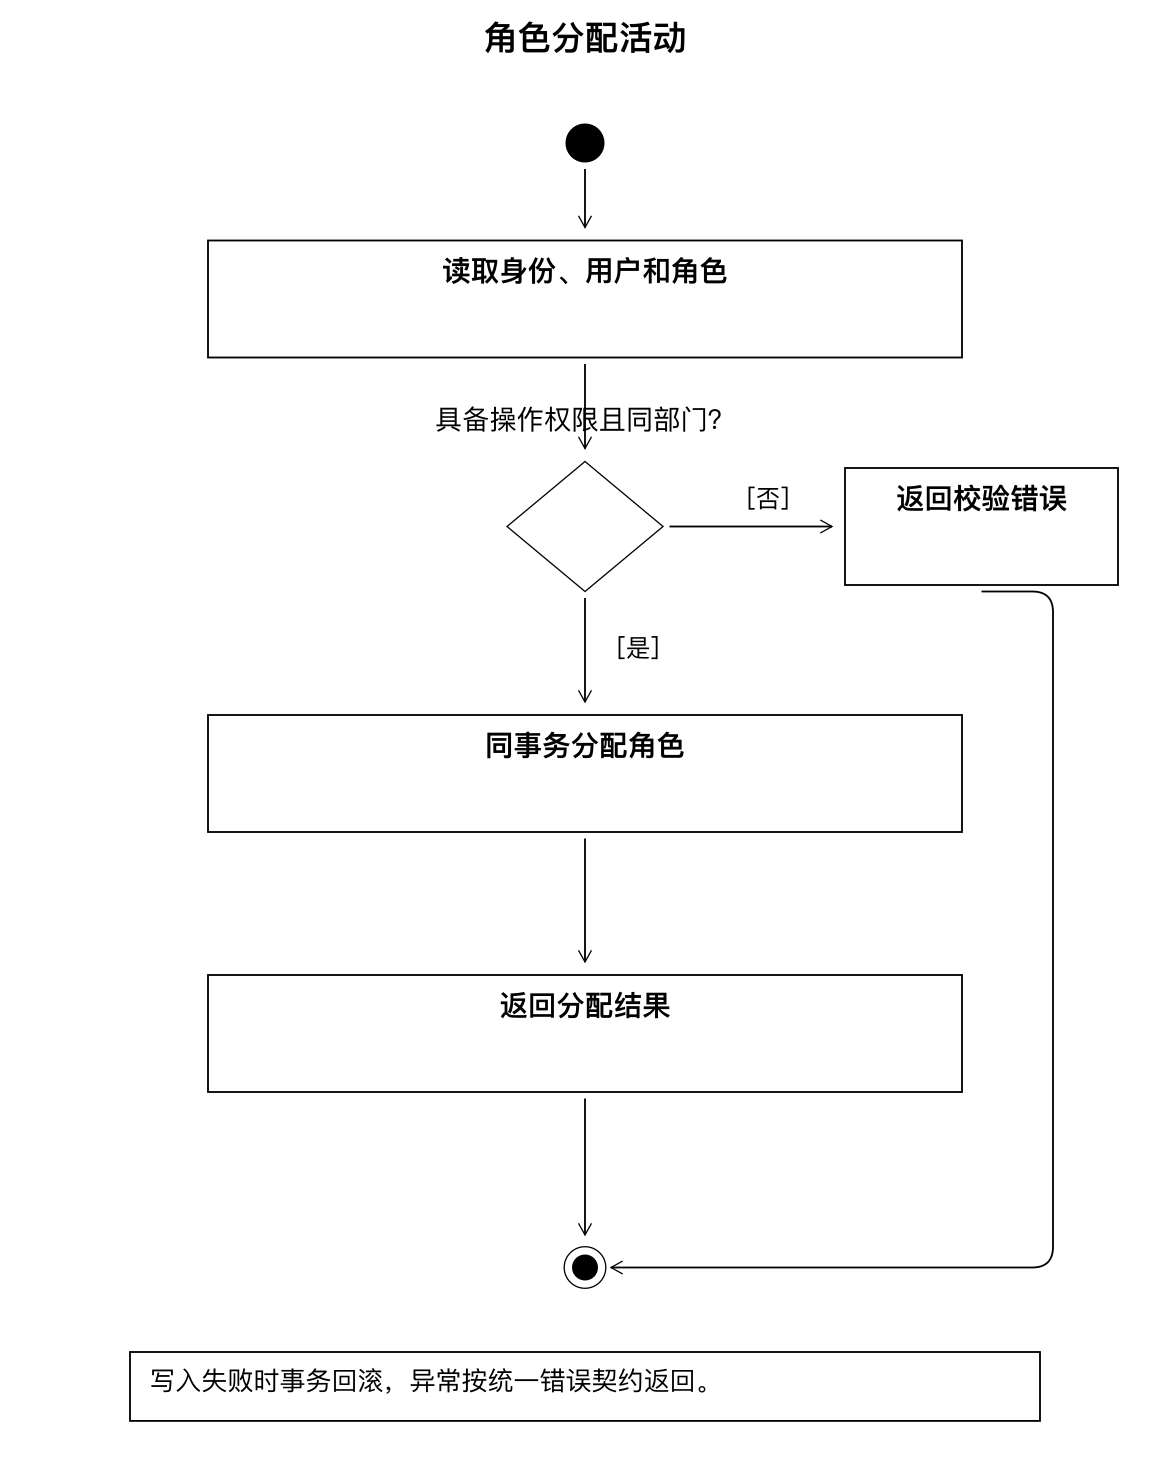 角色分配活动
读取身份、用户和角色
具备操作权限且同部门？
[否]
返回校验错误
[是]
同事务分配角色
返回分配结果
写入失败时事务回滚，异常按统一错误契约返回。